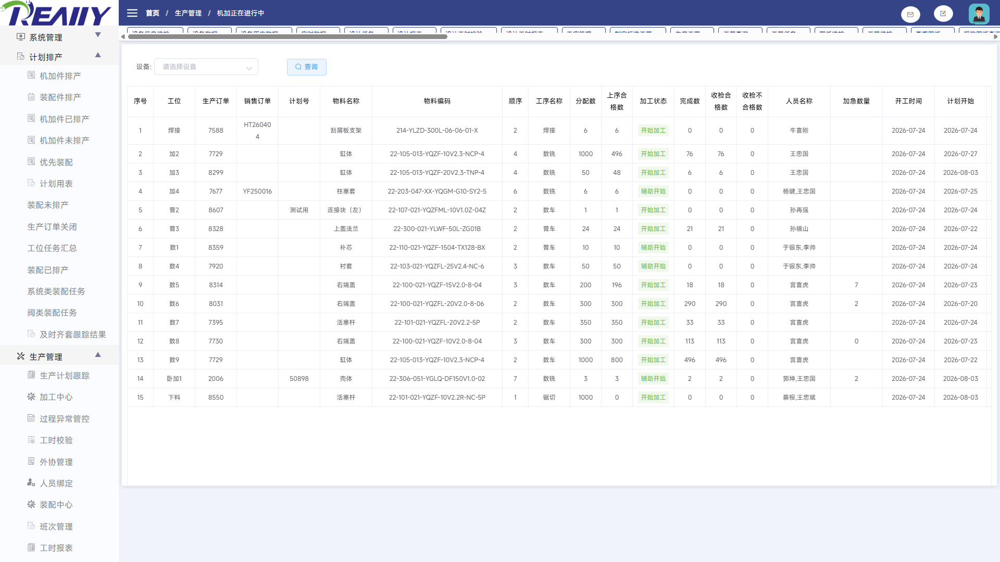 REAllY
首页 / 生产管理 / 机加正在进行中
系统管理
计划排产
机加件排产
装配件排产
机加件已排产
机加件未排产
优先装配
计划用表
装配未排产
生产订单关闭
工位任务汇总
装配已排产
系统类装配任务
阀类装配任务
及时齐套跟踪结果
生产管理
生产计划跟踪
加工中心
过程异常管控
工时校验
外协管理
人员绑定
装配中心
班次管理
工时报表
设备: 请选择设备 查询
序号 工位 生产订单 销售订单 计划号 物料名称 物料编码 顺序 工序名称 分配数 上序合格数 加工状态 完成数 收检合格数 收检不合格数 人员名称 加急数量 开工时间 计划开始
1 焊接 7588 HT260404 刮屑板支架 214-YLZD-300L-06-06-01-X 2 焊接 6 6 开始加工 0 0 0 牛喜刚 2026-07-24 2026-07-24
2 加2 7729 缸体 22-105-013-YQZF-10V2.3-NCP-4 4 数铣 1000 496 开始加工 76 76 0 王忠国 2026-07-24 2026-07-27
3 加3 8299 缸体 22-105-013-YQZF-20V2.3-TNP-4 4 数铣 50 48 开始加工 6 6 0 王忠国 2026-07-24 2026-08-03
4 加4 7677 YF250016 柱塞套 22-203-047-XX-YQGM-G10-SY2-5 6 数铣 6 6 辅助开始 0 0 0 杨键,王忠国 2026-07-24 2026-07-25
5 普2 8607 测试用 连接块（左） 22-107-021-YQZFML-10V1.0Z-04Z 2 数车 1 1 开始加工 0 0 0 孙再强 2026-07-24 2026-07-24
6 普3 8328 上盖法兰 22-300-021-YLWF-50L-ZG01B 2 普车 24 24 开始加工 21 21 0 孙福山 2026-07-24 2026-07-22
7 数1 8359 补芯 22-110-021-YQZF-1504-TX128-BX 2 普车 10 10 辅助开始 0 0 0 于银东,李帅 2026-07-24 2026-07-24
8 数4 7920 衬套 22-103-021-YQZFL-25V2.4-NC-6 3 数车 50 50 辅助开始 0 0 0 于银东,李帅 2026-07-24 2026-07-24
9 数5 8314 右端盖 22-100-021-YQZF-15V2.0-8-04 3 数车 200 196 开始加工 18 18 0 宫喜虎 7 2026-07-24 2026-07-23
10 数6 8031 右端盖 22-100-021-YQZFL-20V2.0-8-06 2 数车 300 300 开始加工 290 290 0 宫喜虎 2 2026-07-24 2026-07-20
11 数7 7395 活塞杆 22-101-021-YQZFL-20V2.2-5P 2 数车 350 350 开始加工 33 33 0 宫喜虎 2026-07-24 2026-07-24
12 数8 7730 右端盖 22-100-021-YQZF-10V2.0-8-04 3 数车 300 300 开始加工 113 113 0 宫喜虎 0 2026-07-24 2026-07-23
13 数9 7729 缸体 22-105-013-YQZF-10V2.3-NCP-4 2 数车 1000 800 开始加工 496 496 0 宫喜虎 2026-07-24 2026-07-22
14 卧加1 2006 50898 壳体 22-306-051-YGLQ-DF150V1.0-02 7 数铣 3 3 辅助开始 2 2 0 郭坤,王忠国 2 2026-07-24 2026-08-03
15 下料 8550 活塞杆 22-101-021-YQZF-10V2.2R-NC-5P 1 锯切 1000 0 开始加工 0 0 0 蔡根,王忠斌 2026-07-24 2026-08-03